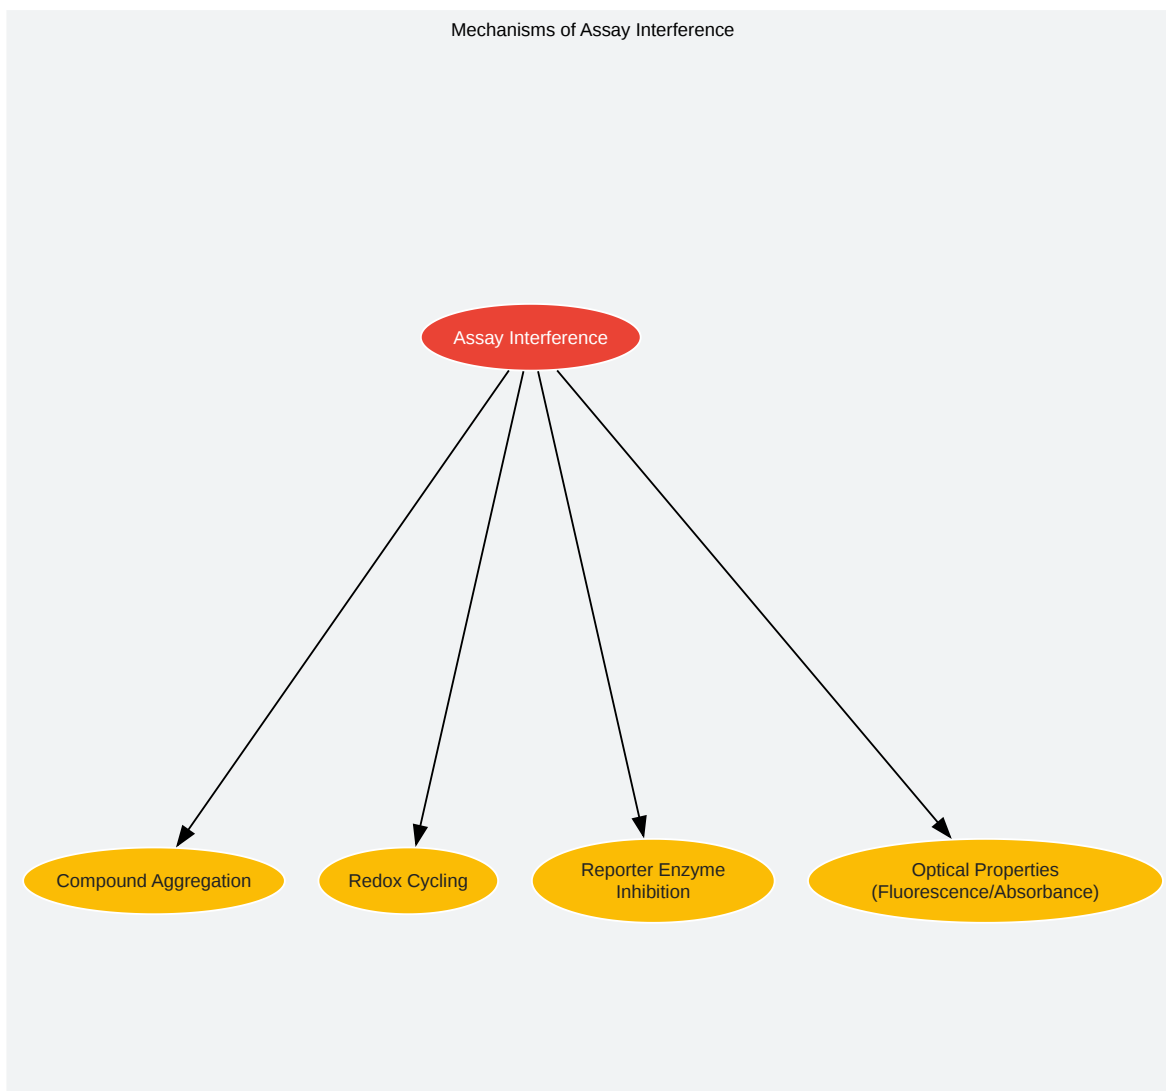 Mechanisms of Assay Interference
Assay Interference
Compound Aggregation
Redox Cycling
Reporter Enzyme
Inhibition
Optical Properties
(Fluorescence/Absorbance)